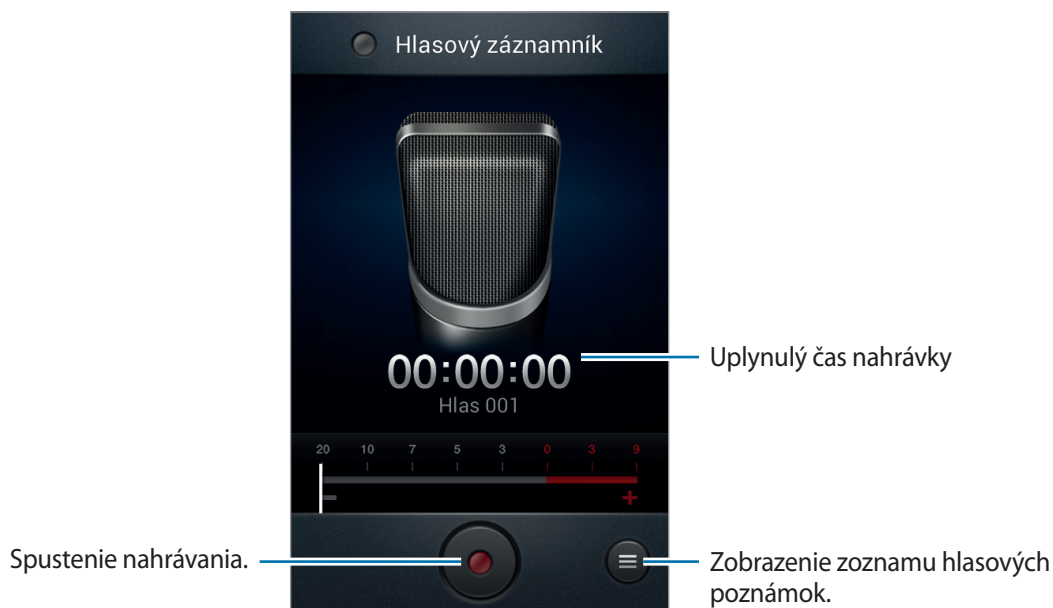 Hlasový záznamník
00:00:00
Uplynulý čas nahrávky
Hlas 001
20 10 7 5 3 0 3 9
− +
Spustenie nahrávania.
Zobrazenie zoznamu hlasových
poznámok.